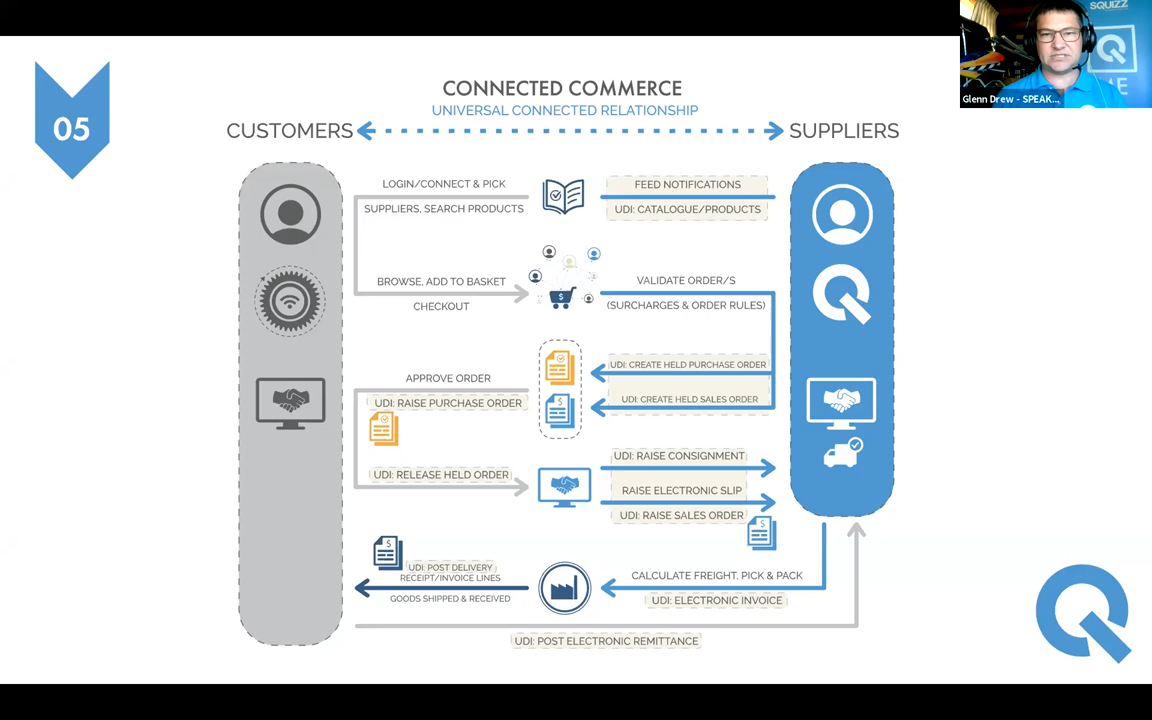 SQUIZZ
ME
Glenn Drew - SPEAK...
05
CONNECTED COMMERCE
UNIVERSAL CONNECTED RELATIONSHIP
CUSTOMERS
SUPPLIERS
LOGIN/CONNECT & PICK
SUPPLIERS, SEARCH PRODUCTS
FEED NOTIFICATIONS
UDI: CATALOGUE/PRODUCTS
BROWSE, ADD TO BASKET
CHECKOUT
VALIDATE ORDER/S
(SURCHARGES & ORDER RULES)
UDI: CREATE HELD PURCHASE ORDER
UDI: CREATE HELD SALES ORDER
APPROVE ORDER
UDI: RAISE PURCHASE ORDER
UDI: RELEASE HELD ORDER
UDI: RAISE CONSIGNMENT
RAISE ELECTRONIC SLIP
UDI: RAISE SALES ORDER
UDI: POST DELIVERY
RECEIPT/INVOICE LINES
GOODS SHIPPED & RECEIVED
CALCULATE FREIGHT, PICK & PACK
UDI: ELECTRONIC INVOICE
UDI: POST ELECTRONIC REMITTANCE